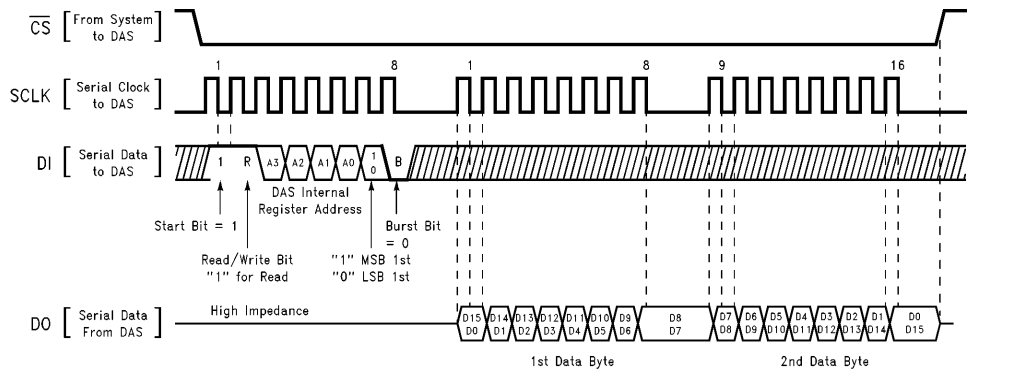 CS [ From System to DAS ]
1 8 1 8 9 16
SCLK [ Serial Clock to DAS ]
DI [ Serial Data to DAS ]
1 R A3 A2 A1 A0 1 0 B
DAS Internal
Register Address
Start Bit = 1
Burst Bit
= 0
Read/Write Bit
"1" for Read
"1" MSB 1st
"0" LSB 1st
DO [ Serial Data From DAS ]
High Impedance
D15 D14 D13 D12 D11 D10 D9 D8 D7 D6 D5 D4 D3 D2 D1 D0
D0 D1 D2 D3 D4 D5 D6 D7 D8 D9 D10 D11 D12 D13 D14 D15
1st Data Byte
2nd Data Byte